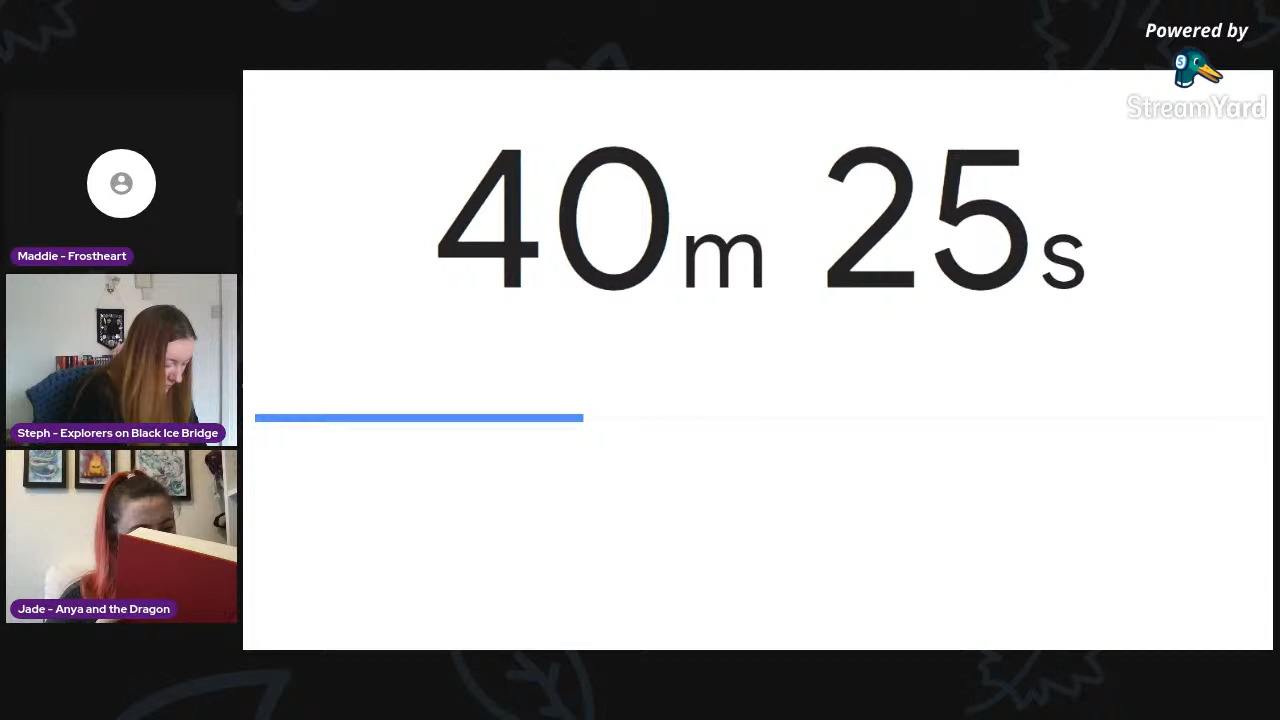 Powered by
StreamYard
40m 25s
Maddie - Frostheart
Steph - Explorers on Black Ice Bridge
Jade - Anya and the Dragon